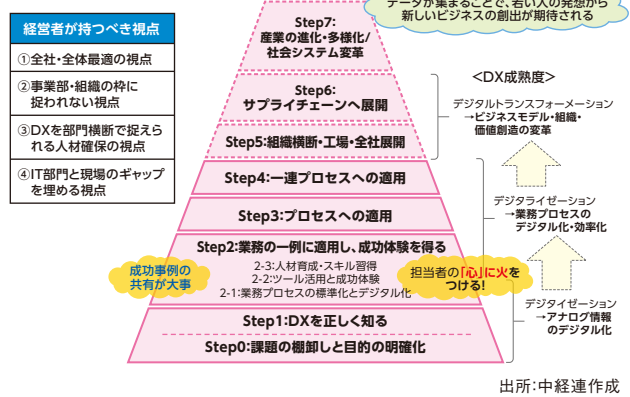 データが集まることで、若い人の発想から
新しいビジネスの創出が期待される
経営者が持つべき視点
①全社・全体最適の視点
②事業部・組織の枠に
捉われない視点
③DXを部門横断で捉えら
れる人材確保の視点
④IT部門と現場のギャップ
を埋める視点
Step7:
産業の進化・多様化/
社会システム変革
Step6:
サプライチェーンへ展開
Step5:組織横断・工場・全社展開
Step4:一連プロセスへの適用
Step3:プロセスへの適用
Step2:業務の一例に適用し、成功体験を得る
2-3:人材育成・スキル習得
2-2:ツール活用と成功体験
2-1:業務プロセスの標準化とデジタル化
成功事例の
共有が大事
担当者の「心」に火を
つける!
Step1:DXを正しく知る
Step0:課題の棚卸しと目的の明確化
<DX成熟度>
デジタルトランスフォーメーション
→ビジネスモデル・組織・
価値創造の変革
デジタライゼーション
→業務プロセスの
デジタル化・効率化
デジタイゼーション
→アナログ情報
のデジタル化
出所:中経連作成